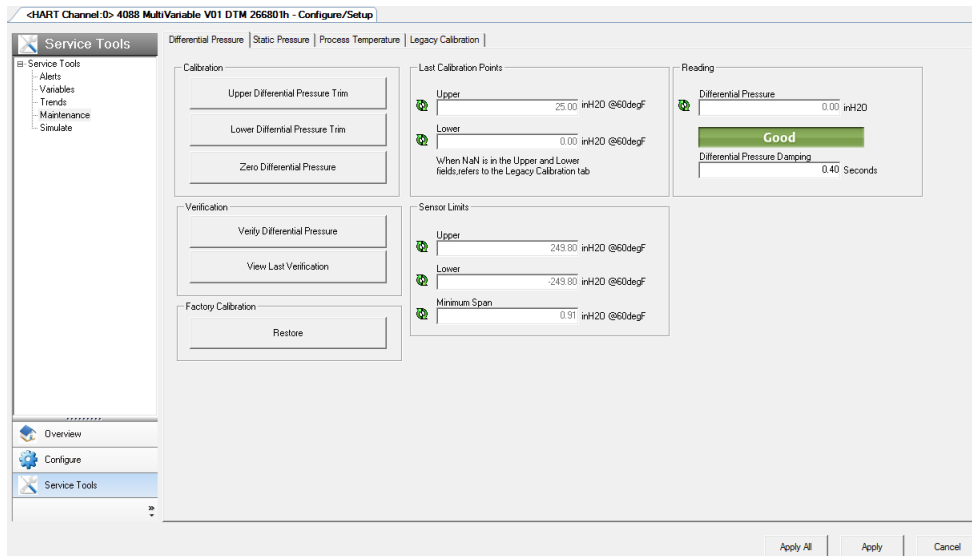 <HART Channel:0> 4088 MultiVariable V01 DTM 266801h - Configure/Setup
Service Tools
Service Tools
Alerts
Variables
Trends
Maintenance
Simulate
Overview
Configure
Service Tools
»
Differential Pressure | Static Pressure | Process Temperature | Legacy Calibration |
Calibration
Upper Differential Pressure Trim
Lower Differntial Pressure Trim
Zero Differential Pressure
Verification
Verify Differential Pressure
View Last Verification
Factory Calibration
Restore
Last Calibration Points
Upper
25.00 inH2O @60degF
Lower
0.00 inH2O @60degF
When NaN is in the Upper and Lower
fields,refers to the Legacy Calibration tab
Sensor Limits
Upper
249.80 inH2O @60degF
Lower
-249.80 inH2O @60degF
Minimum Span
0.91 inH2O @60degF
Reading
Differential Pressure
0.00 inH2O
Good
Differential Pressure Damping
0.40 Seconds
Apply All
Apply
Cancel